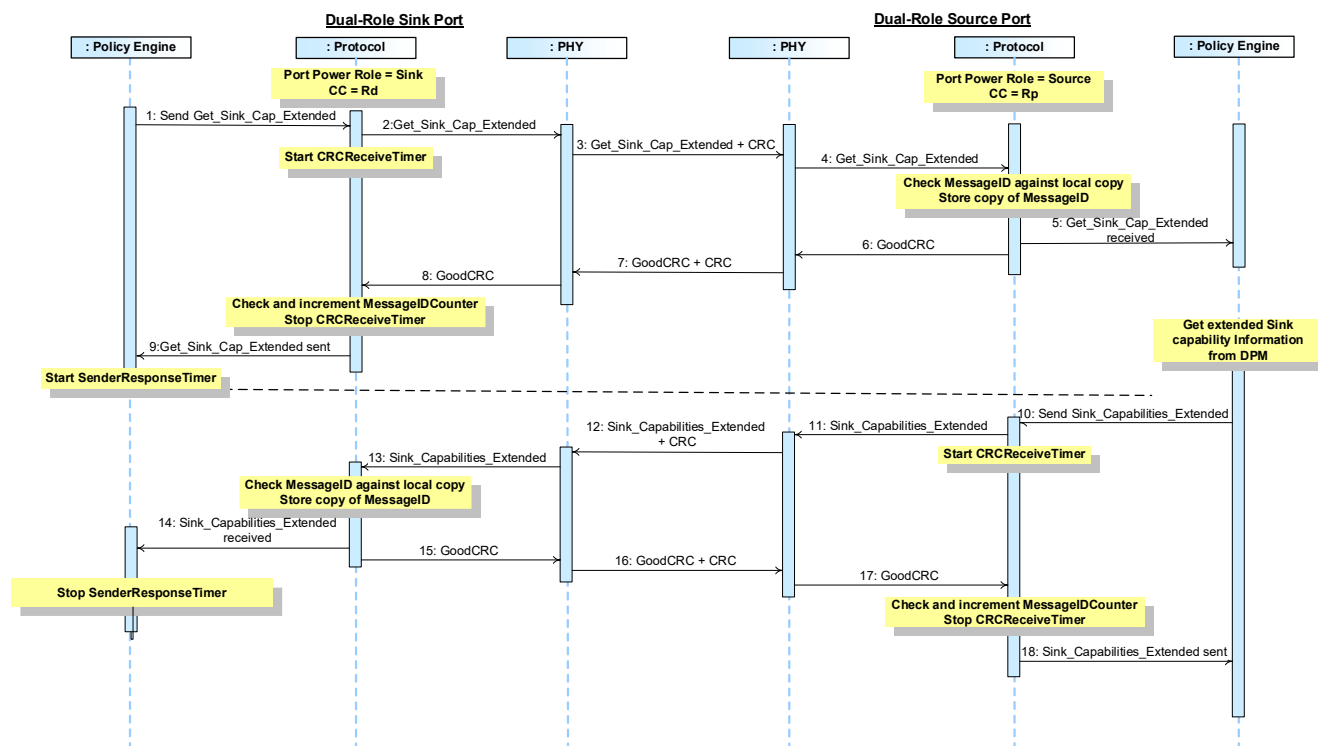 Dual-Role Sink Port
Dual-Role Source Port
: Policy Engine
: Protocol
: PHY
: PHY
: Protocol
: Policy Engine
Port Power Role = Sink
CC = Rd
Port Power Role = Source
CC = Rp
1: Send Get_Sink_Cap_Extended
2:Get_Sink_Cap_Extended
Start CRCReceiveTimer
3: Get_Sink_Cap_Extended + CRC
4: Get_Sink_Cap_Extended
Check MessageID against local copy
Store copy of MessageID
5: Get_Sink_Cap_Extended
received
6: GoodCRC
7: GoodCRC + CRC
8: GoodCRC
Check and increment MessageIDCounter
Stop CRCReceiveTimer
9:Get_Sink_Cap_Extended sent
Start SenderResponseTimer
Get extended Sink
capability Information
from DPM
10: Send Sink_Capabilities_Extended
11: Sink_Capabilities_Extended
Start CRCReceiveTimer
12: Sink_Capabilities_Extended
+ CRC
13: Sink_Capabilities_Extended
Check MessageID against local copy
Store copy of MessageID
14: Sink_Capabilities_Extended
received
15: GoodCRC
16: GoodCRC + CRC
17: GoodCRC
Stop SenderResponseTimer
Check and increment MessageIDCounter
Stop CRCReceiveTimer
18: Sink_Capabilities_Extended sent